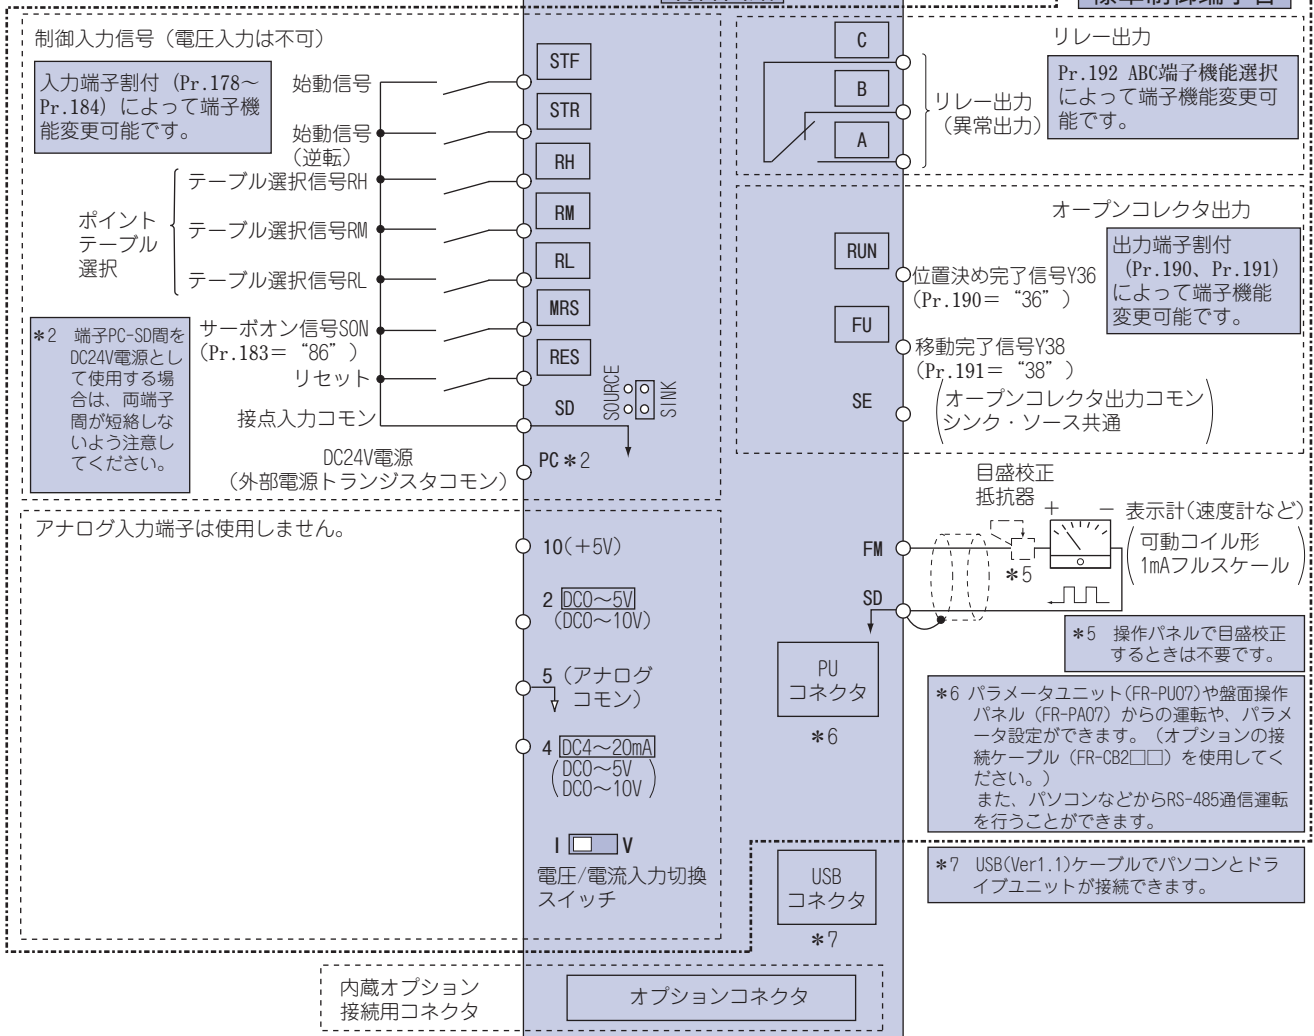 制御入力信号（電圧入力は不可）
入力端子割付（Pr.178～
Pr.184）によって端子機
能変更可能です。
始動信号
STF
始動信号
（逆転）
STR
ポイント
テーブル
選択
テーブル選択信号RH
RH
テーブル選択信号RM
RM
テーブル選択信号RL
RL
サーボオン信号SON
(Pr.183＝“86”)
MRS
リセット
RES
＊2 端子PC-SD間を
DC24V電源とし
て使用する場
合は、両端子
間が短絡しな
いよう注意し
てください。
接点入力コモン
SD
SOURCE
SINK
DC24V電源
（外部電源トランジスタコモン）
PC＊2
アナログ入力端子は使用しません。
10(＋5V)
2 DC0～5V
(DC0～10V)
5（アナログ
コモン）
4 DC4～20mA
(DC0～5V
DC0～10V)
I
V
電圧/電流入力切換
スイッチ
リレー出力
C
B
A
リレー出力
（異常出力）
Pr.192 ABC端子機能選択
によって端子機能変更可
能です。
オープンコレクタ出力
出力端子割付
（Pr.190、Pr.191）
によって端子機能
変更可能です。
RUN
位置決め完了信号Y36
(Pr.190＝“36”)
FU
移動完了信号Y38
(Pr.191＝“38”)
SE
(オープンコレクタ出力コモン
シンク・ソース共通)
目盛校正
抵抗器
＋
－
表示計(速度計など)
(可動コイル形
1mAフルスケール)
FM
＊5
SD
＊5 操作パネルで目盛校正
するときは不要です。
PU
コネクタ
＊6
＊6 パラメータユニット(FR-PU07)や盤面操作
パネル（FR-PA07）からの運転や、パラメ
ータ設定ができます。（オプションの接
続ケーブル（FR-CB2□□）を使用してく
ださい。）
また、パソコンなどからRS-485通信運転
を行うことができます。
USB
コネクタ
＊7
＊7 USB(Ver1.1)ケーブルでパソコンとドラ
イブユニットが接続できます。
内蔵オプション
接続用コネクタ
オプションコネクタ